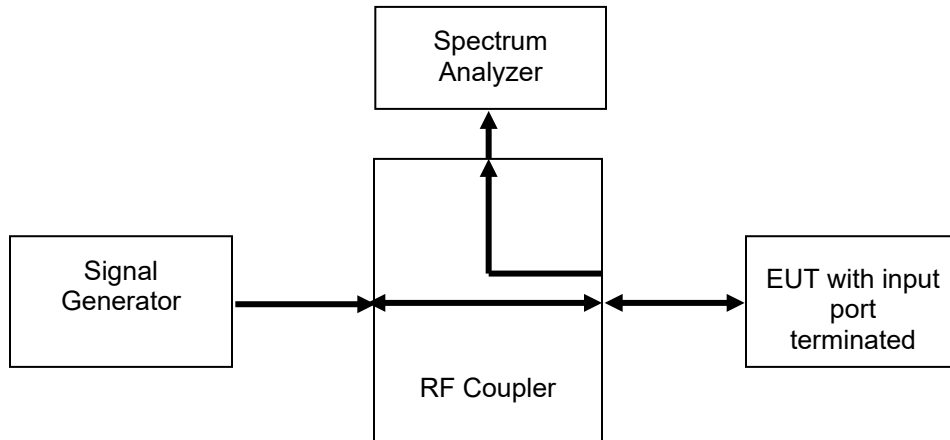 Spectrum
Analyzer
Signal
Generator
EUT with input
port
terminated
RF Coupler